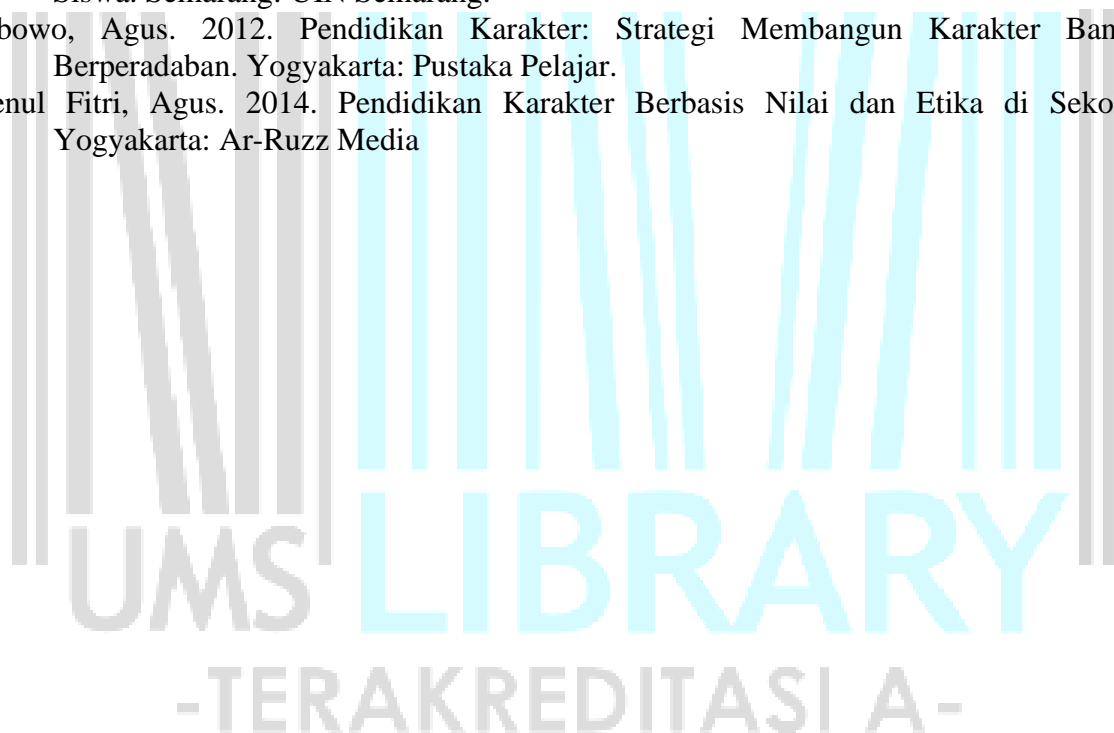 Siswa. Semarang: UIN Semarang.
bowo, Agus. 2012. Pendidikan Karakter: Strategi Membangun Karakter Ban
Berperadaban. Yogyakarta: Pustaka Pelajar.
enul Fitri, Agus. 2014. Pendidikan Karakter Berbasis Nilai dan Etika di Seko
Yogyakarta: Ar-Ruzz Media
UMS LIBRARY
-TERAKREDITASI A-